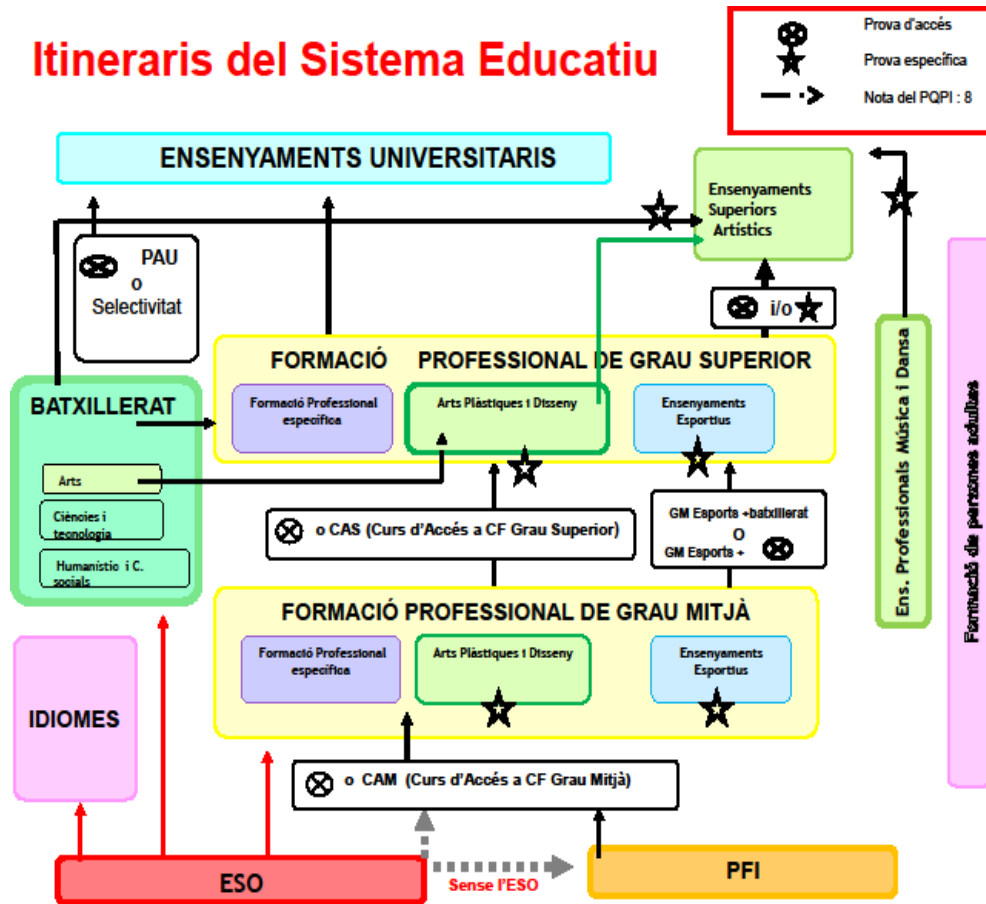 Itineraris del Sistema Educatiu
Prova d'accés
Prova específica
Nota del PQPI : 8
ENSENYAMENTS UNIVERSITARIS
Ensenyaments
Superiors
Artístics
PAU
o
Selectivitat
i/o
FORMACIÓ PROFESSIONAL DE GRAU SUPERIOR
Formació Professional
específica
Arts Plàstiques i Disseny
Ensenyaments
Esportius
BATXILLERAT
Arts
Ciències i
tecnologia
Humanístic i C.
socials
o CAS (Curs d'Accés a CF Grau Superior)
GM Esports +batxillerat
O
GM Esports +
Ens. Professionals Música i Dansa
Formació de persones adultes
FORMACIÓ PROFESSIONAL DE GRAU MITJÀ
Formació Professional
específica
Arts Plàstiques i Disseny
Ensenyaments
Esportius
IDIOMES
o CAM (Curs d'Accés a CF Grau Mitjà)
ESO
Sense l'ESO
PFI